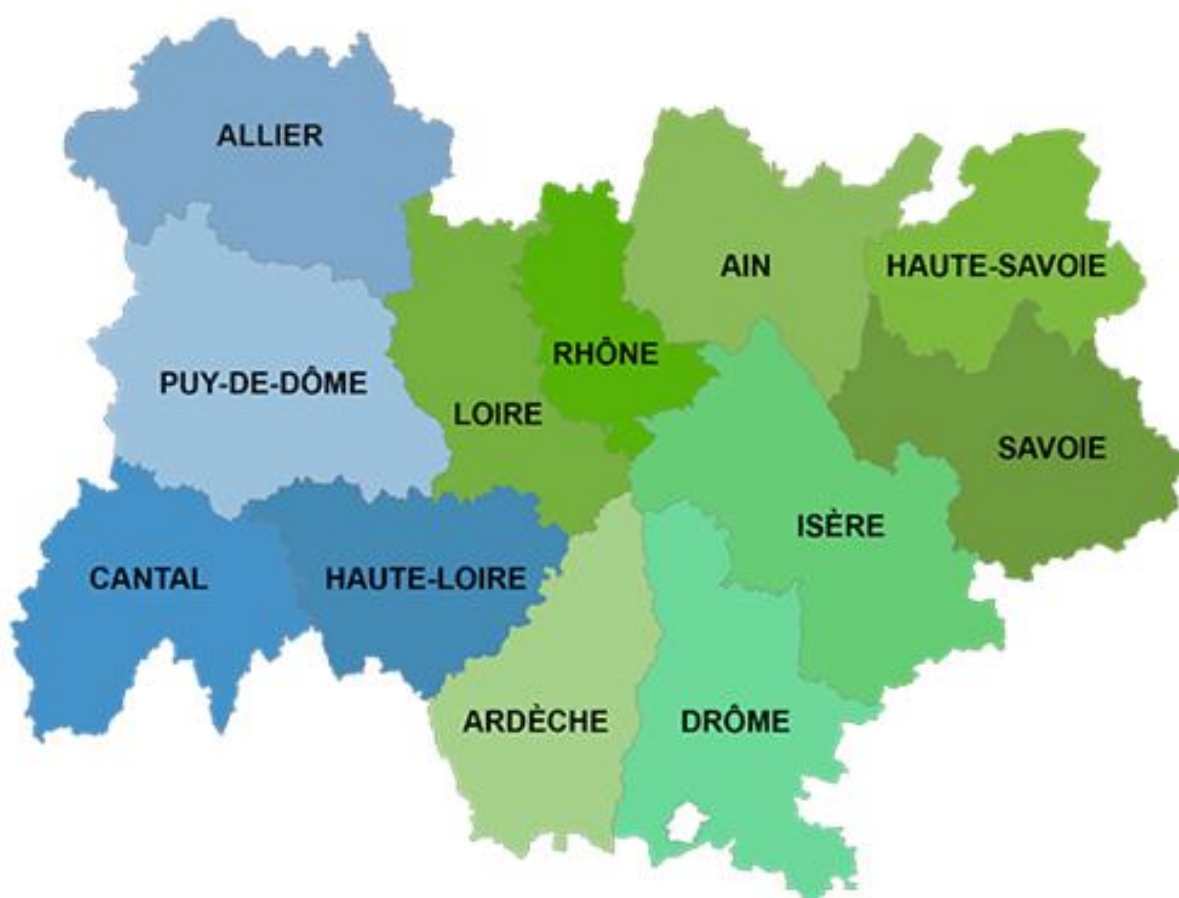 ALLIER
AIN
HAUTE-SAVOIE
RHÔNE
PUY-DE-DÔME
LOIRE
SAVOIE
ISÈRE
CANTAL
HAUTE-LOIRE
ARDÈCHE
DRÔME